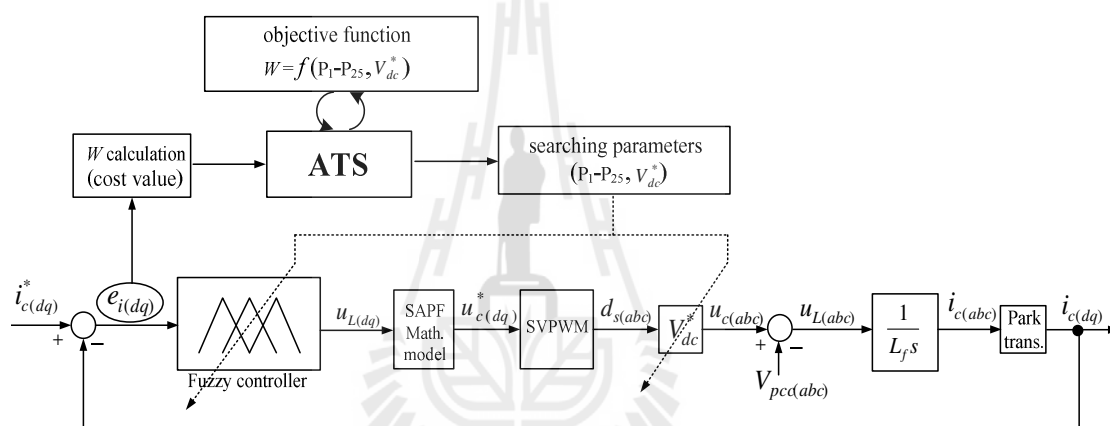 objective function
W = f(P₁-P₂₅, V*dc)
W calculation
(cost value)
ATS
searching parameters
(P₁-P₂₅, V*dc)
i*c(dq)
+
−
ei(dq)
Fuzzy controller
uL(dq)
SAPF
Math.
model
u*c(dq)
SVPWM
ds(abc)
V*dc
uc(abc)
+
−
Vpcc(abc)
uL(abc)
1
Lf s
ic(abc)
Park
trans.
ic(dq)